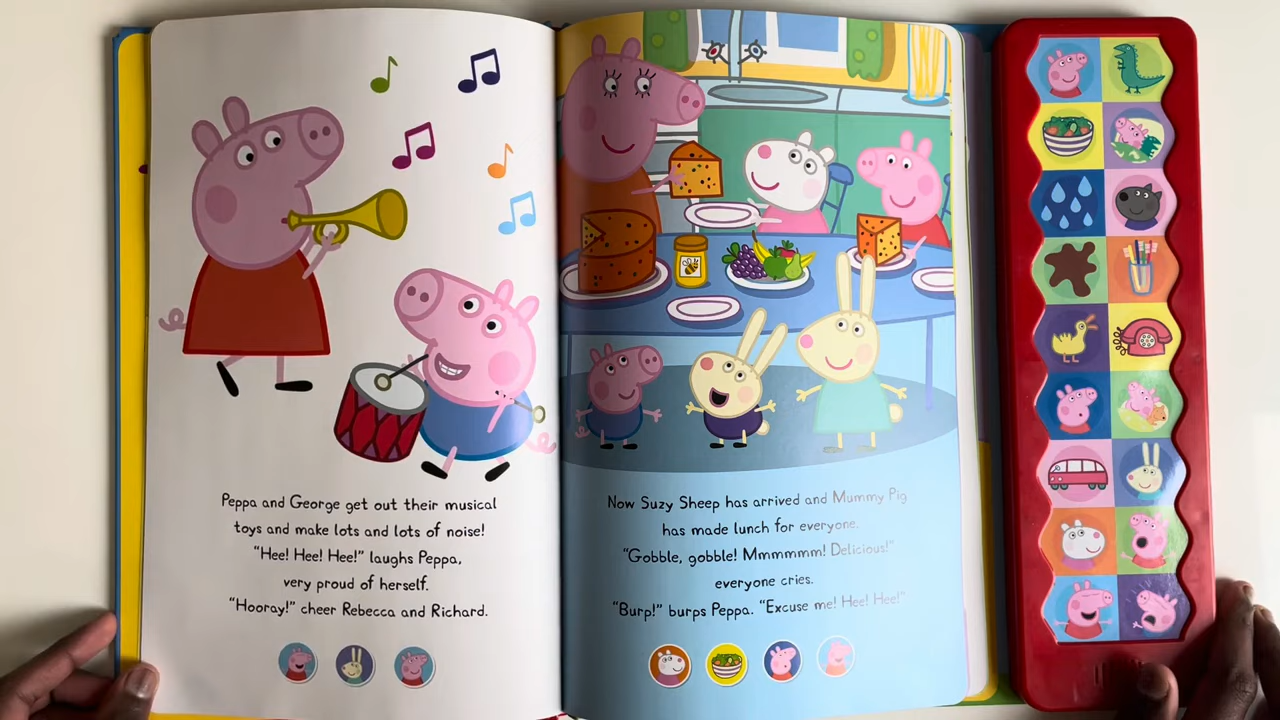 Peppa and George get out their musical
toys and make lots and lots of noise!
"Hee! Hee! Hee!" laughs Peppa,
very proud of herself.
"Hooray!" cheer Rebecca and Richard.
Now Suzy Sheep has arrived and Mummy Pig
has made lunch for everyone.
"Gobble, gobble! Mmmmmm! Delicious!"
everyone cries.
"Burp!" burps Peppa. "Excuse me! Hee! Hee!"